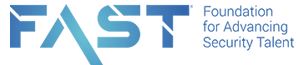 FAST
Foundation
for Advancing
Security Talent